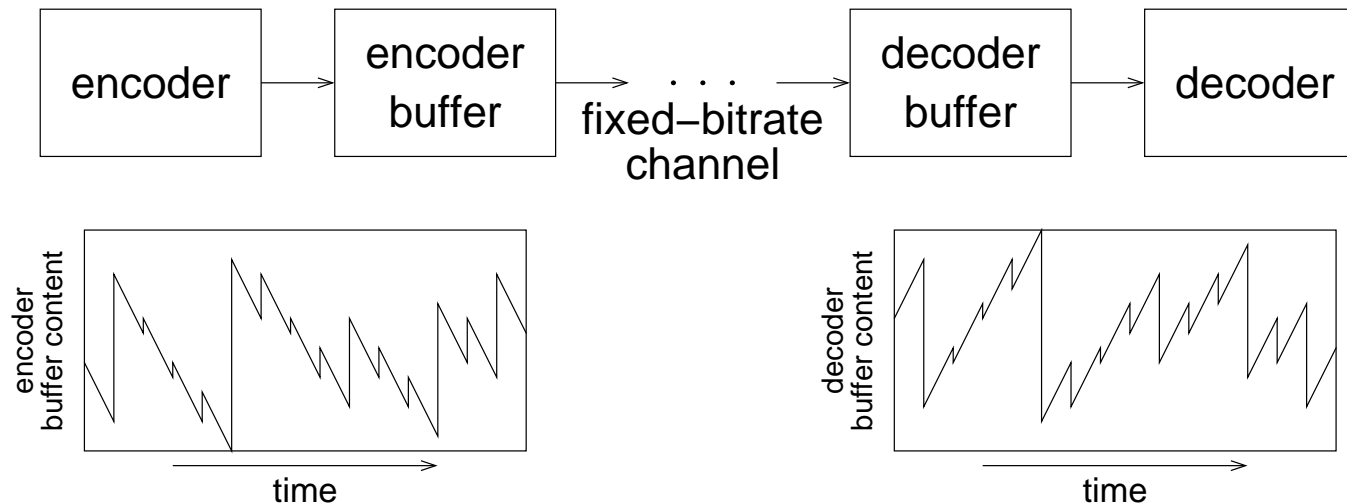 encoder
encoder
buffer
. . .
fixed–bitrate
channel
decoder
buffer
decoder
encoder
buffer content
time
decoder
buffer content
time